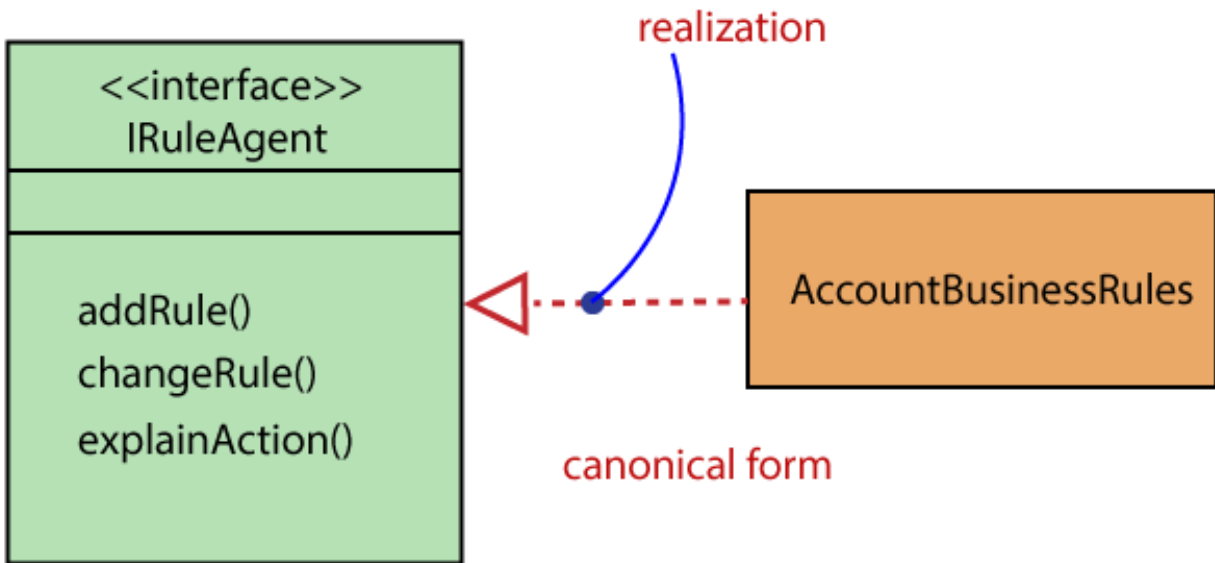 realization
<<interface>>
IRuleAgent
addRule()
changeRule()
explainAction()
AccountBusinessRules
canonical form